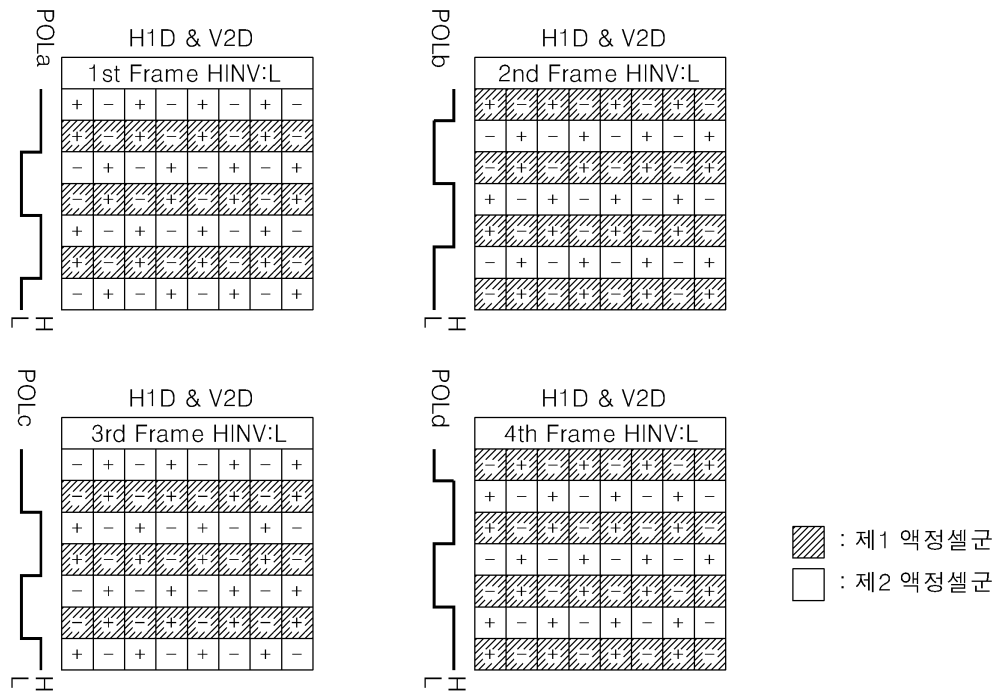 POLa
H1D & V2D
1st Frame HINV:L
+ − + − + − + −
+ − + − + − + −
− + − + − + − +
− + − + − + − +
+ − + − + − + −
+ − + − + − + −
− + − + − + − +
H
L
POLb
H1D & V2D
2nd Frame HINV:L
+ − + − + − + −
− + − + − + − +
− + − + − + − +
+ − + − + − + −
+ − + − + − + −
− + − + − + − +
− + − + − + − +
H
L
POLc
H1D & V2D
3rd Frame HINV:L
− + − + − + − +
− + − + − + − +
+ − + − + − + −
+ − + − + − + −
− + − + − + − +
− + − + − + − +
+ − + − + − + −
H
L
POLd
H1D & V2D
4th Frame HINV:L
− + − + − + − +
+ − + − + − + −
+ − + − + − + −
− + − + − + − +
− + − + − + − +
+ − + − + − + −
+ − + − + − + −
H
L
: 제1 액정셀군
: 제2 액정셀군